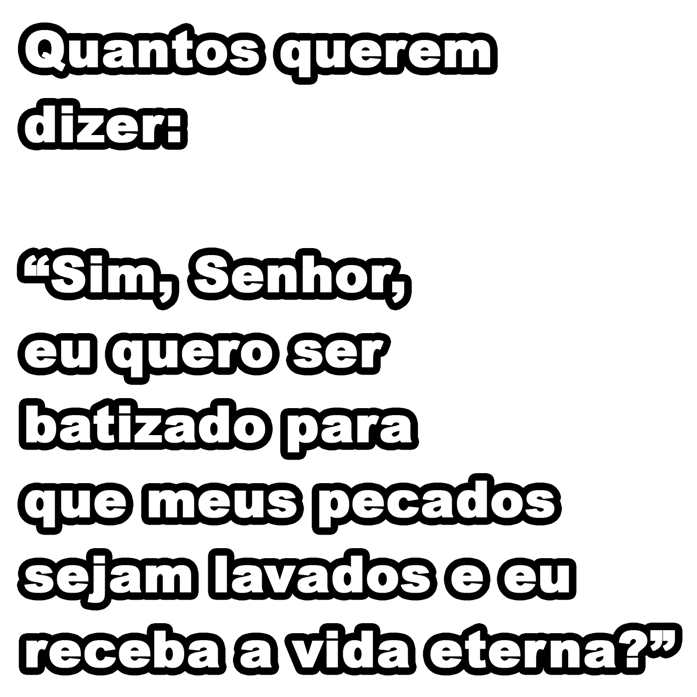 Quantos querem
dizer:
“Sim, Senhor,
eu quero ser
batizado para
que meus pecados
sejam lavados e eu
receba a vida eterna?”